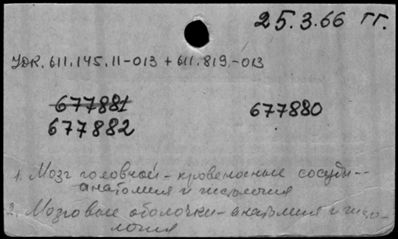 25.3.66 гг.
УДК. 611.145.11-013 + 611.819-013
677881
677882
677880
1. Мозг головной - кровеносные сосуды -
анатомия и гистология
2. Мозговые оболочки - анатомия и гисто-
логия